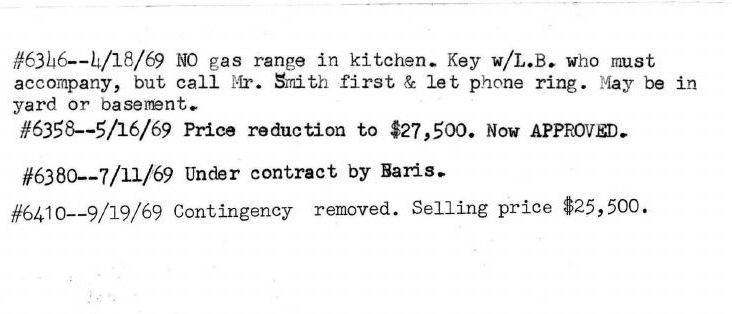 #6346--4/18/69 NO gas range in kitchen. Key w/L.B. who must
accompany, but call Mr. Smith first & let phone ring. May be in
yard or basement.
#6358--5/16/69 Price reduction to $27,500. Now APPROVED.
#6380--7/11/69 Under contract by Baris.
#6410--9/19/69 Contingency removed. Selling price $25,500.